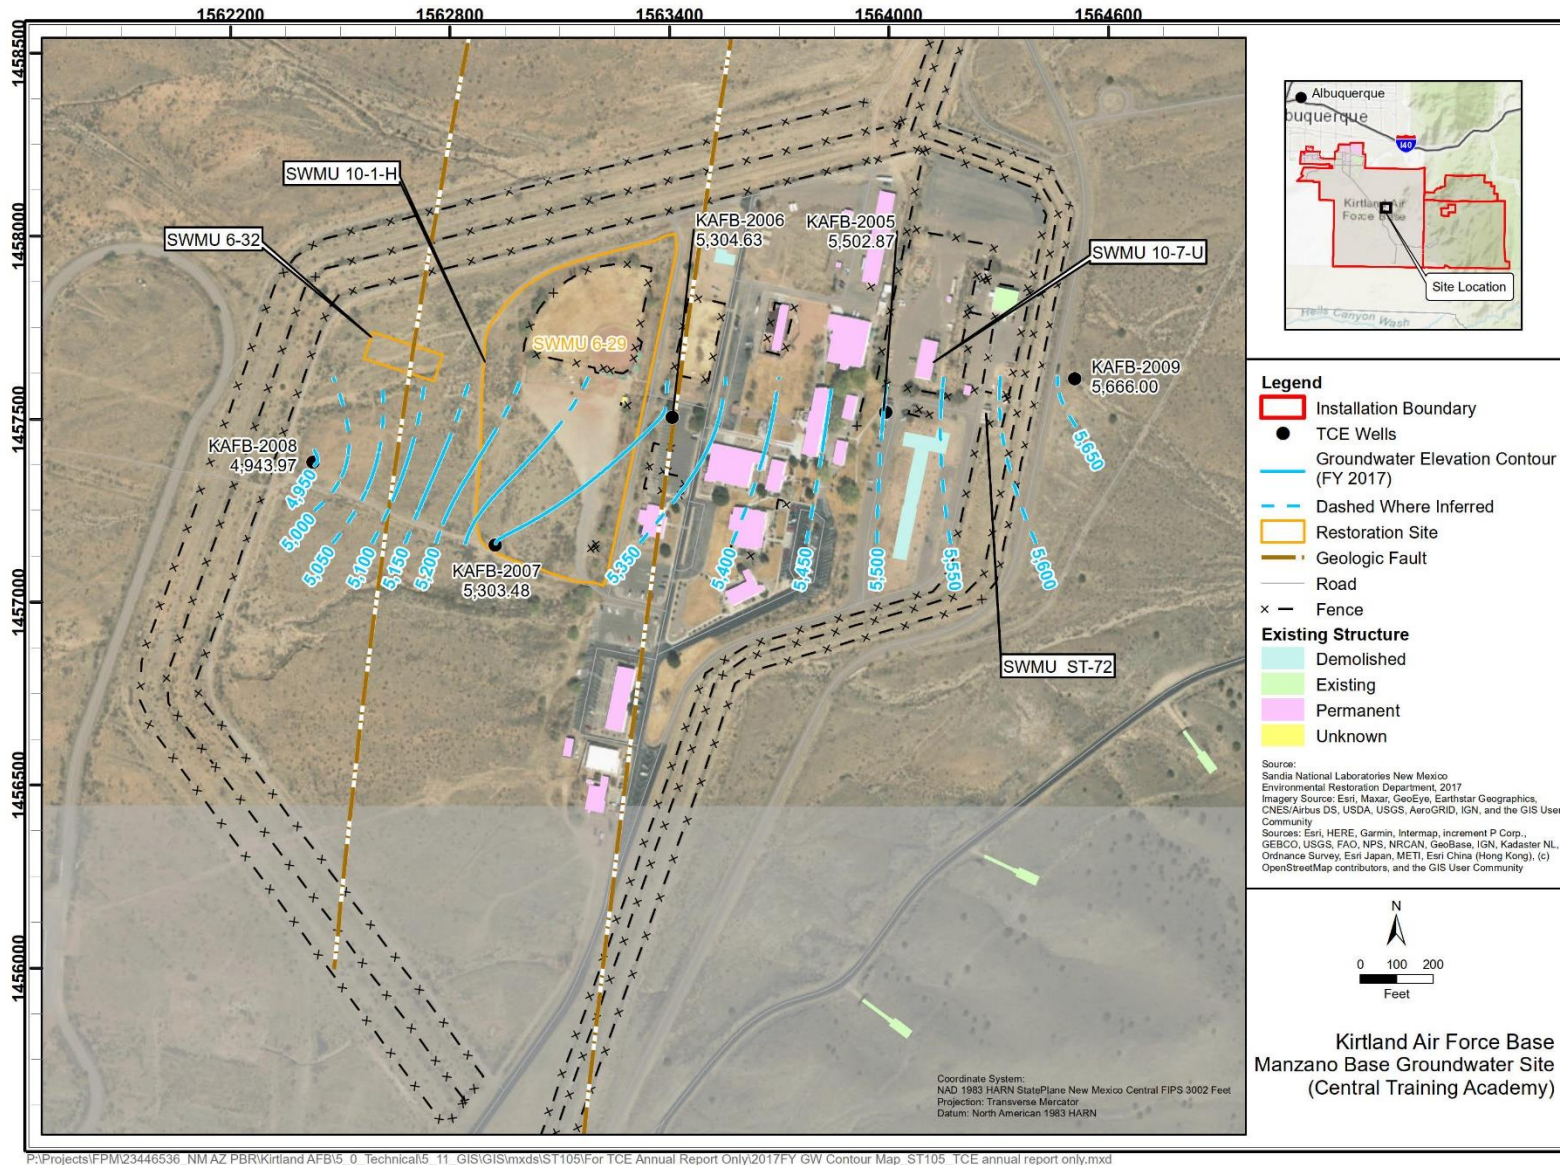 1562200 1562800 1563400 1564000 1564600
1458500
1458000
1457500
1457000
1456500
1456000
SWMU 10-1-H
SWMU 6-32
KAFB-2006
5,304.63
KAFB-2005
5,502.87
SWMU 10-7-U
SWMU 6-29
KAFB-2009
5,666.00
KAFB-2008
4,943.97
KAFB-2007
5,303.48
SWMU ST-72
4,950
5,000
5,050
5,100
5,150
5,200
5,350
5,400
5,450
5,500
5,550
5,600
5,650
Coordinate System:
NAD 1983 HARN StatePlane New Mexico Central FIPS 3002 Feet
Projection: Transverse Mercator
Datum: North American 1983 HARN
Albuquerque
buquerque
140
Kirtland Air
Force Base
Site Location
Hells Canyon Wash
Legend
Installation Boundary
TCE Wells
Groundwater Elevation Contour
(FY 2017)
Dashed Where Inferred
Restoration Site
Geologic Fault
Road
Fence
Existing Structure
Demolished
Existing
Permanent
Unknown
Source:
Sandia National Laboratories New Mexico
Environmental Restoration Department, 2017
Imagery Source: Esri, Maxar, GeoEye, Earthstar Geographics,
CNES/Airbus DS, USDA, USGS, AeroGRID, IGN, and the GIS User
Community
Sources: Esri, HERE, Garmin, Intermap, increment P Corp.,
GEBCO, USGS, FAO, NPS, NRCAN, GeoBase, IGN, Kadaster NL,
Ordnance Survey, Esri Japan, METI, Esri China (Hong Kong), (c)
OpenStreetMap contributors, and the GIS User Community
N
0 100 200
Feet
Kirtland Air Force Base
Manzano Base Groundwater Site
(Central Training Academy)
P:\Projects\FPM\23446536_NM AZ PBR\Kirtland AFB\5_0_Technical\5_11_GIS\GIS\mxds\ST105\For TCE Annual Report Only\2017FY GW Contour Map_ST105_TCE annual report only.mxd